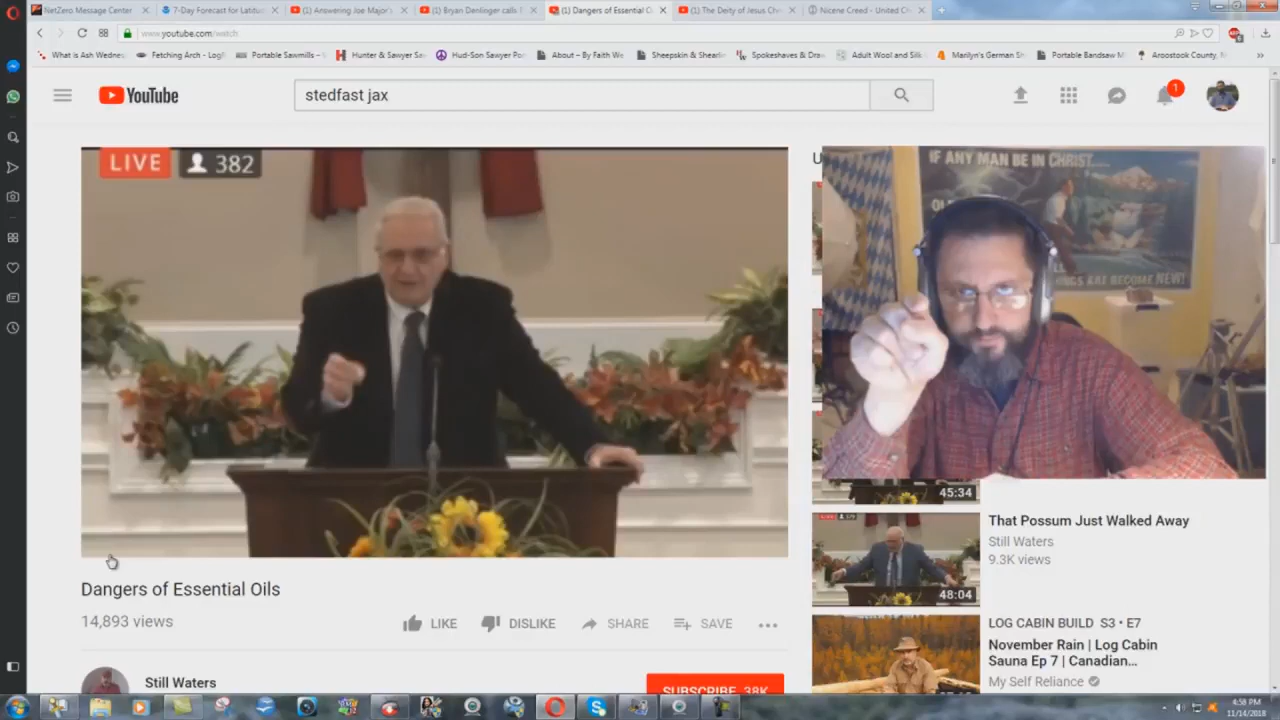 NetZero Message Center
7-Day Forecast for Latitud
(1) Answering Joe Major's
(1) Bryan Denlinger calls
(1) Dangers of Essential O
(1) The Deity of Jesus Chr
Nicene Creed - United Ch
www.youtube.com/watch
What is Ash Wednes
Fetching Arch - Log
Portable Sawmills –
Hunter & Sawyer Se
Hud-Son Sawyer Po
About – By Faith We
Sheepskin & Shearli
Spokeshaves & Draw
Adult Wool and Silk
Marilyn's German Sh
Portable Bandsaw M
Aroostook County,
YouTube
stedfast jax
1
LIVE 382
U
IF ANY MAN BE IN CHRIST
THINGS ARE BECOME NEW!
45:34
That Possum Just Walked Away
Still Waters
9.3K views
48:04
Dangers of Essential Oils
14,893 views
LIKE
DISLIKE
SHARE
SAVE
LOG CABIN BUILD S3 • E7
November Rain | Log Cabin
Sauna Ep 7 | Canadian...
My Self Reliance
Still Waters
SUBSCRIBE 38K
4:58 PM
11/14/2018